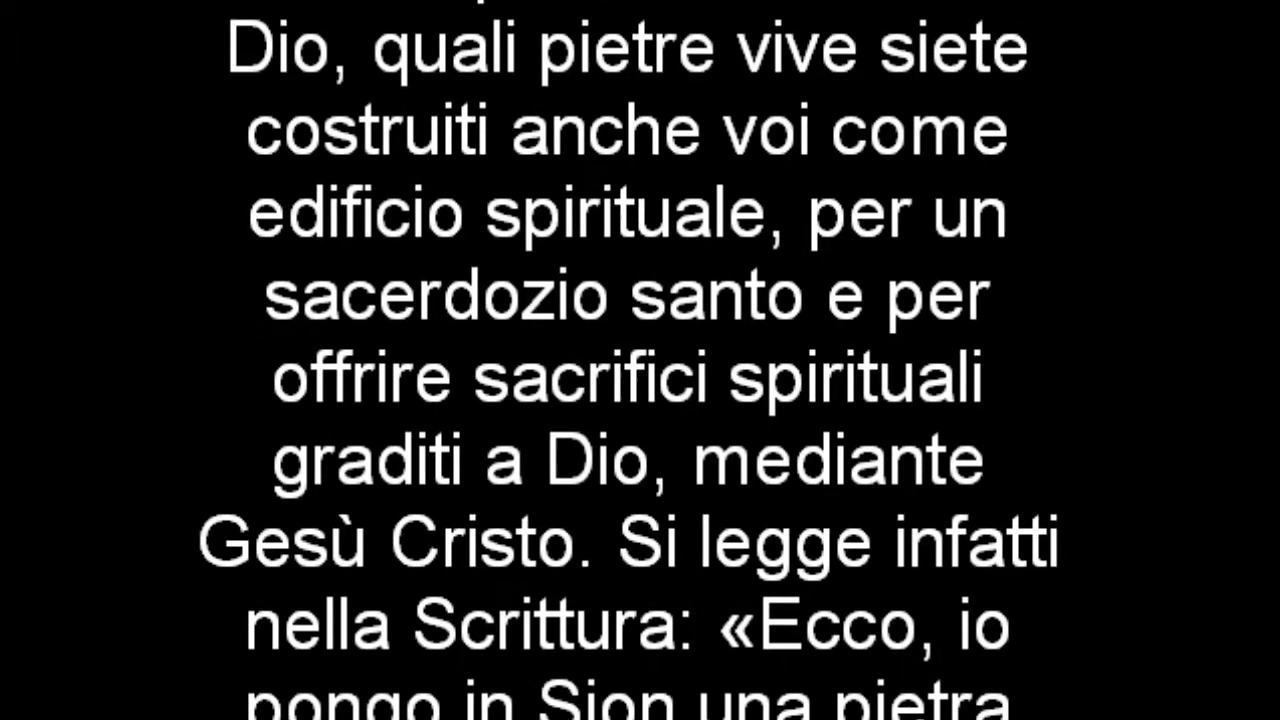 Dio, quali pietre vive siete
costruiti anche voi come
edificio spirituale, per un
sacerdozio santo e per
offrire sacrifici spirituali
graditi a Dio, mediante
Gesù Cristo. Si legge infatti
nella Scrittura: «Ecco, io
pongo in Sion una pietra